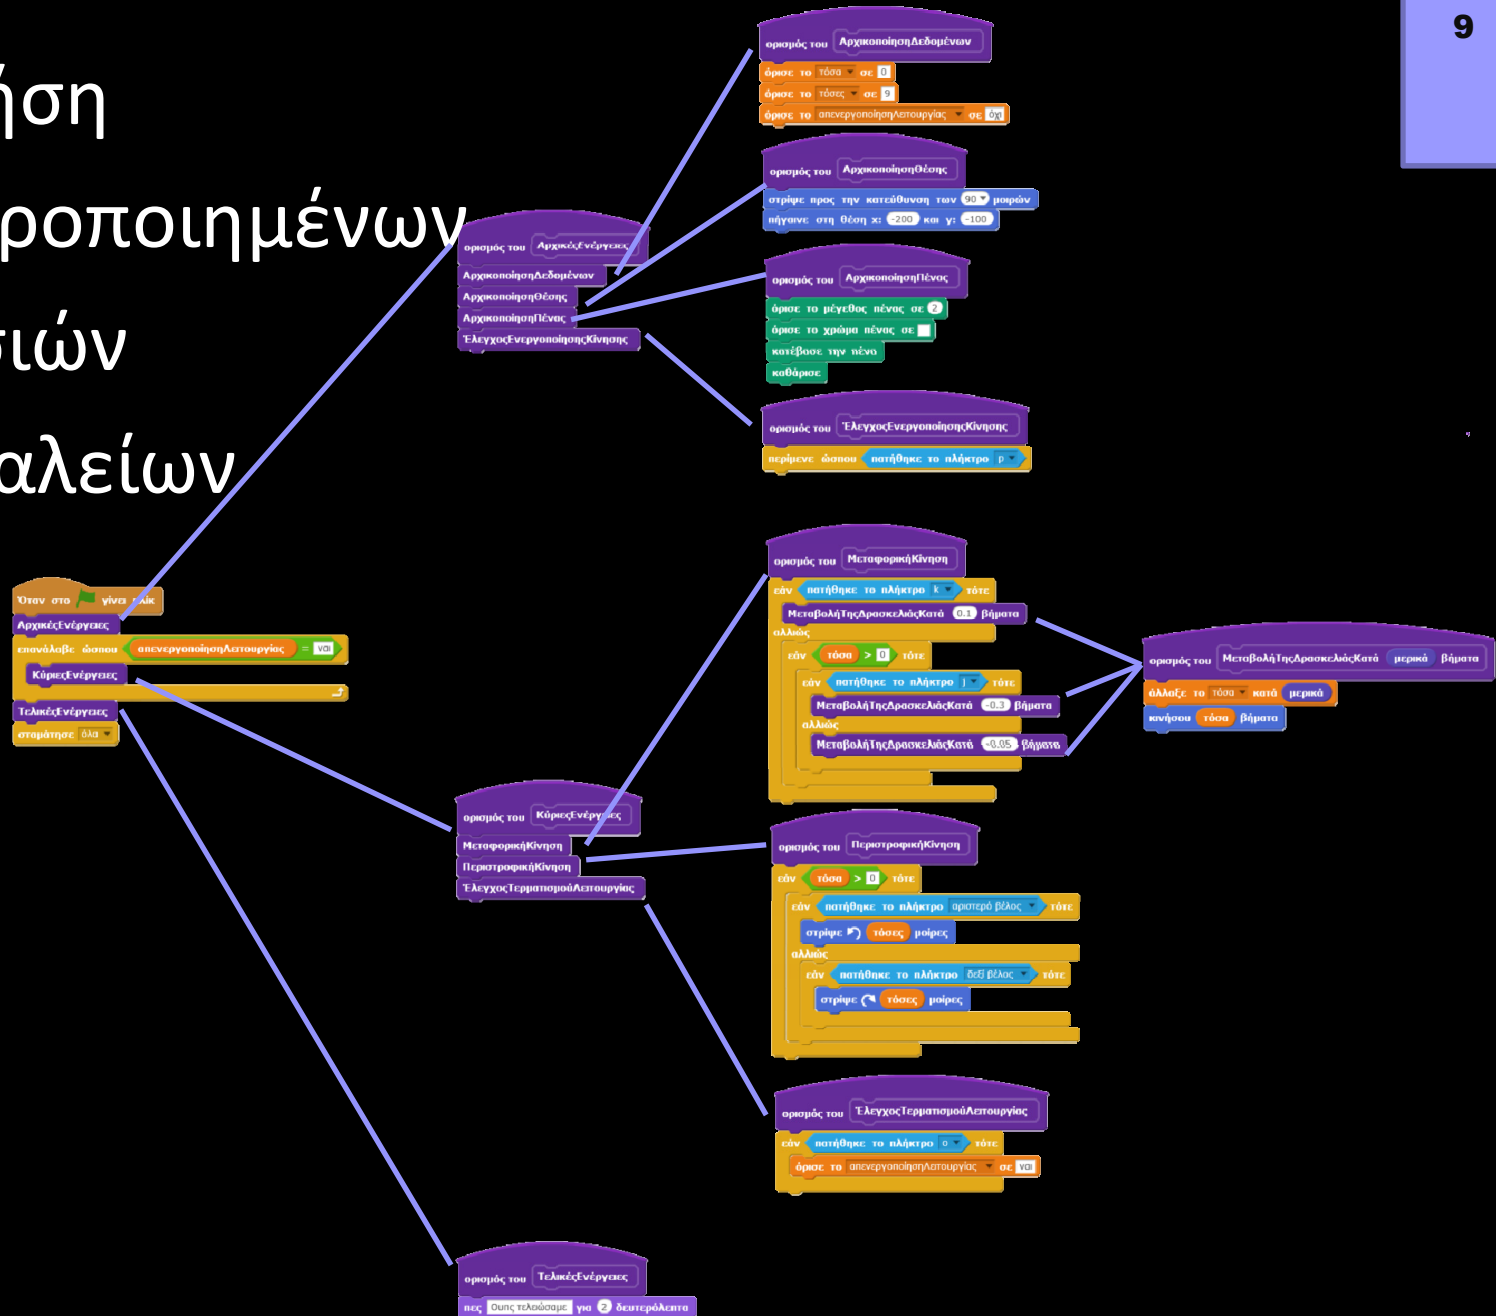 9
ήση
ροποιημένων
σιών
αλείων
Όταν στο γίνει κλικ
ΑρχικέςΕνέργειες
επανάλαβε ώσπου απενεργοποίησηΛειτουργίας = ναι
ΚύριεςΕνέργειες
ΤελικέςΕνέργειες
σταμάτησε όλα
ορισμός του ΑρχικέςΕνέργειες
ΑρχικοποίησηΔεδομένων
ΑρχικοποίησηΘέσης
ΑρχικοποίησηΠένας
ΈλεγχοςΕνεργοποίησηςΚίνησης
ορισμός του ΑρχικοποίησηΔεδομένων
όρισε το τόσα σε 0
όρισε το τόσες σε 9
όρισε το απενεργοποίησηΛειτουργίας σε όχι
ορισμός του ΑρχικοποίησηΘέσης
στρίψε προς την κατεύθυνση των 90 μοιρών
πήγαινε στη θέση x: -200 και y: -100
ορισμός του ΑρχικοποίησηΠένας
όρισε το μέγεθος πένας σε 2
όρισε το χρώμα πένας σε
κατέβασε την πένα
καθάρισε
ορισμός του ΈλεγχοςΕνεργοποίησηςΚίνησης
περίμενε ώσπου πατήθηκε το πλήκτρο p
ορισμός του ΚύριεςΕνέργειες
ΜεταφορικήΚίνηση
ΠεριστροφικήΚίνηση
ΈλεγχοςΤερματισμούΛειτουργίας
ορισμός του ΜεταφορικήΚίνηση
εάν πατήθηκε το πλήκτρο k τότε
ΜεταβολήΤηςΔρασκελιάςΚατά 0.1 βήματα
αλλιώς
εάν τόσα > 0 τότε
εάν πατήθηκε το πλήκτρο j τότε
ΜεταβολήΤηςΔρασκελιάςΚατά -0.3 βήματα
αλλιώς
ΜεταβολήΤηςΔρασκελιάςΚατά -0.05 βήματα
ορισμός του ΜεταβολήΤηςΔρασκελιάςΚατά μερικά βήματα
άλλαξε το τόσα κατά μερικά
κινήσου τόσα βήματα
ορισμός του ΠεριστροφικήΚίνηση
εάν τόσα > 0 τότε
εάν πατήθηκε το πλήκτρο αριστερό βέλος τότε
στρίψε τόσες μοίρες
αλλιώς
εάν πατήθηκε το πλήκτρο δεξί βέλος τότε
στρίψε τόσες μοίρες
ορισμός του ΈλεγχοςΤερματισμούΛειτουργίας
εάν πατήθηκε το πλήκτρο o τότε
όρισε το απενεργοποίησηΛειτουργίας σε ναι
ορισμός του ΤελικέςΕνέργειες
πες Ουπς τελειώσαμε για 2 δευτερόλεπτα